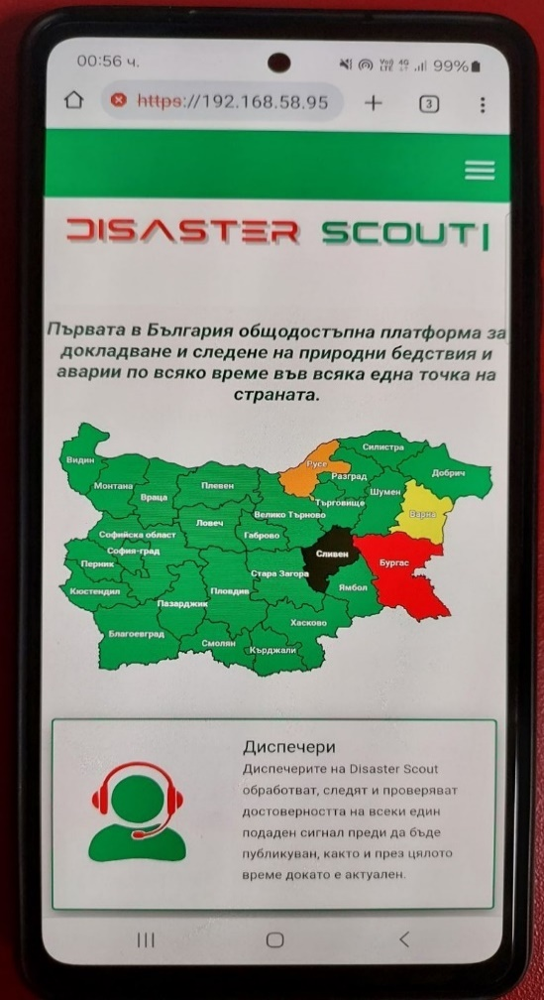 00:56 ч.
VoD LTE 4G 99%
https://192.168.58.95
3
DISASTER SCOUT|
Първата в България общодостъпна платформа за
докладване и следене на природни бедствия и
аварии по всяко време във всяка една точка на
страната.
Видин
Монтана
Враца
Плевен
Русе
Силистра
Разград
Добрич
Шумен
Търговище
Варна
Велико Търново
Ловеч
Габрово
Софийска област
София-град
Перник
Сливен
Бургас
Стара Загора
Ямбол
Кюстендил
Пловдив
Пазарджик
Хасково
Благоевград
Смолян
Кърджали
Диспечери
Диспечерите на Disaster Scout
обработват, следят и проверяват
достоверността на всеки един
подаден сигнал преди да бъде
публикуван, както и през цялото
време докато е актуален.